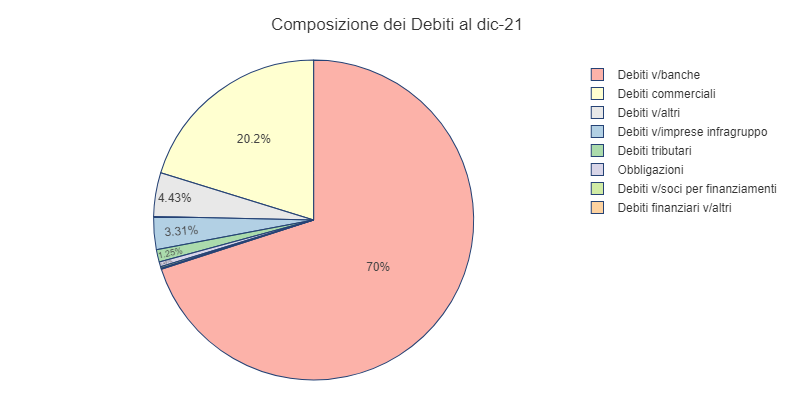 Composizione dei Debiti al dic-21
20.2%
4.43%
3.31%
1.25%
70%
Debiti v/banche
Debiti commerciali
Debiti v/altri
Debiti v/imprese infragruppo
Debiti tributari
Obbligazioni
Debiti v/soci per finanziamenti
Debiti finanziari v/altri